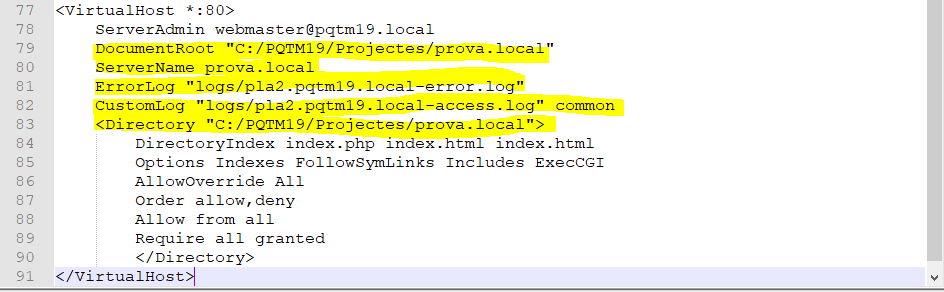 77 <VirtualHost *:80>
78 ServerAdmin webmaster@pqtm19.local
79 DocumentRoot "C:/PQTM19/Projectes/prova.local"
80 ServerName prova.local
81 ErrorLog "logs/pla2.pqtm19.local-error.log"
82 CustomLog "logs/pla2.pqtm19.local-access.log" common
83 <Directory "C:/PQTM19/Projectes/prova.local">
84 DirectoryIndex index.php index.html index.html
85 Options Indexes FollowSymLinks Includes ExecCGI
86 AllowOverride All
87 Order allow,deny
88 Allow from all
89 Require all granted
90 </Directory>
91 </VirtualHost>